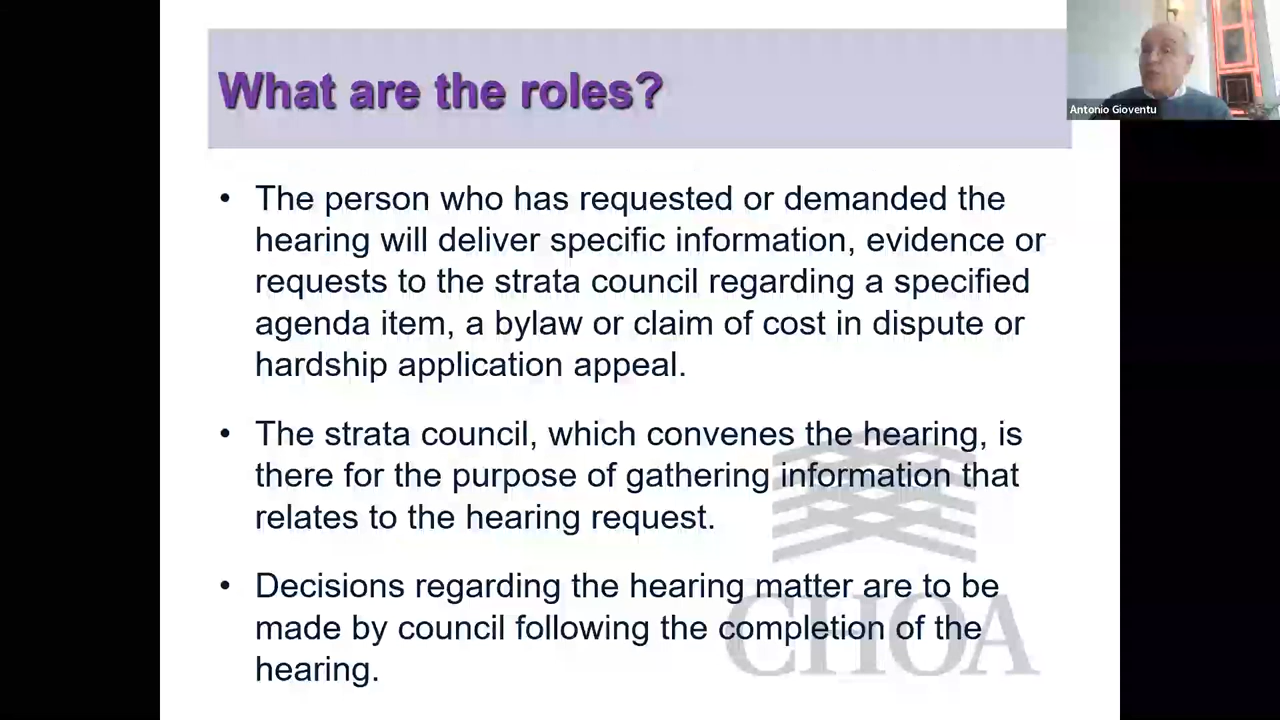 What are the roles?
Antonio Gioventu
• The person who has requested or demanded the
hearing will deliver specific information, evidence or
requests to the strata council regarding a specified
agenda item, a bylaw or claim of cost in dispute or
hardship application appeal.
• The strata council, which convenes the hearing, is
there for the purpose of gathering information that
relates to the hearing request.
• Decisions regarding the hearing matter are to be
made by council following the completion of the
hearing.
CHOA